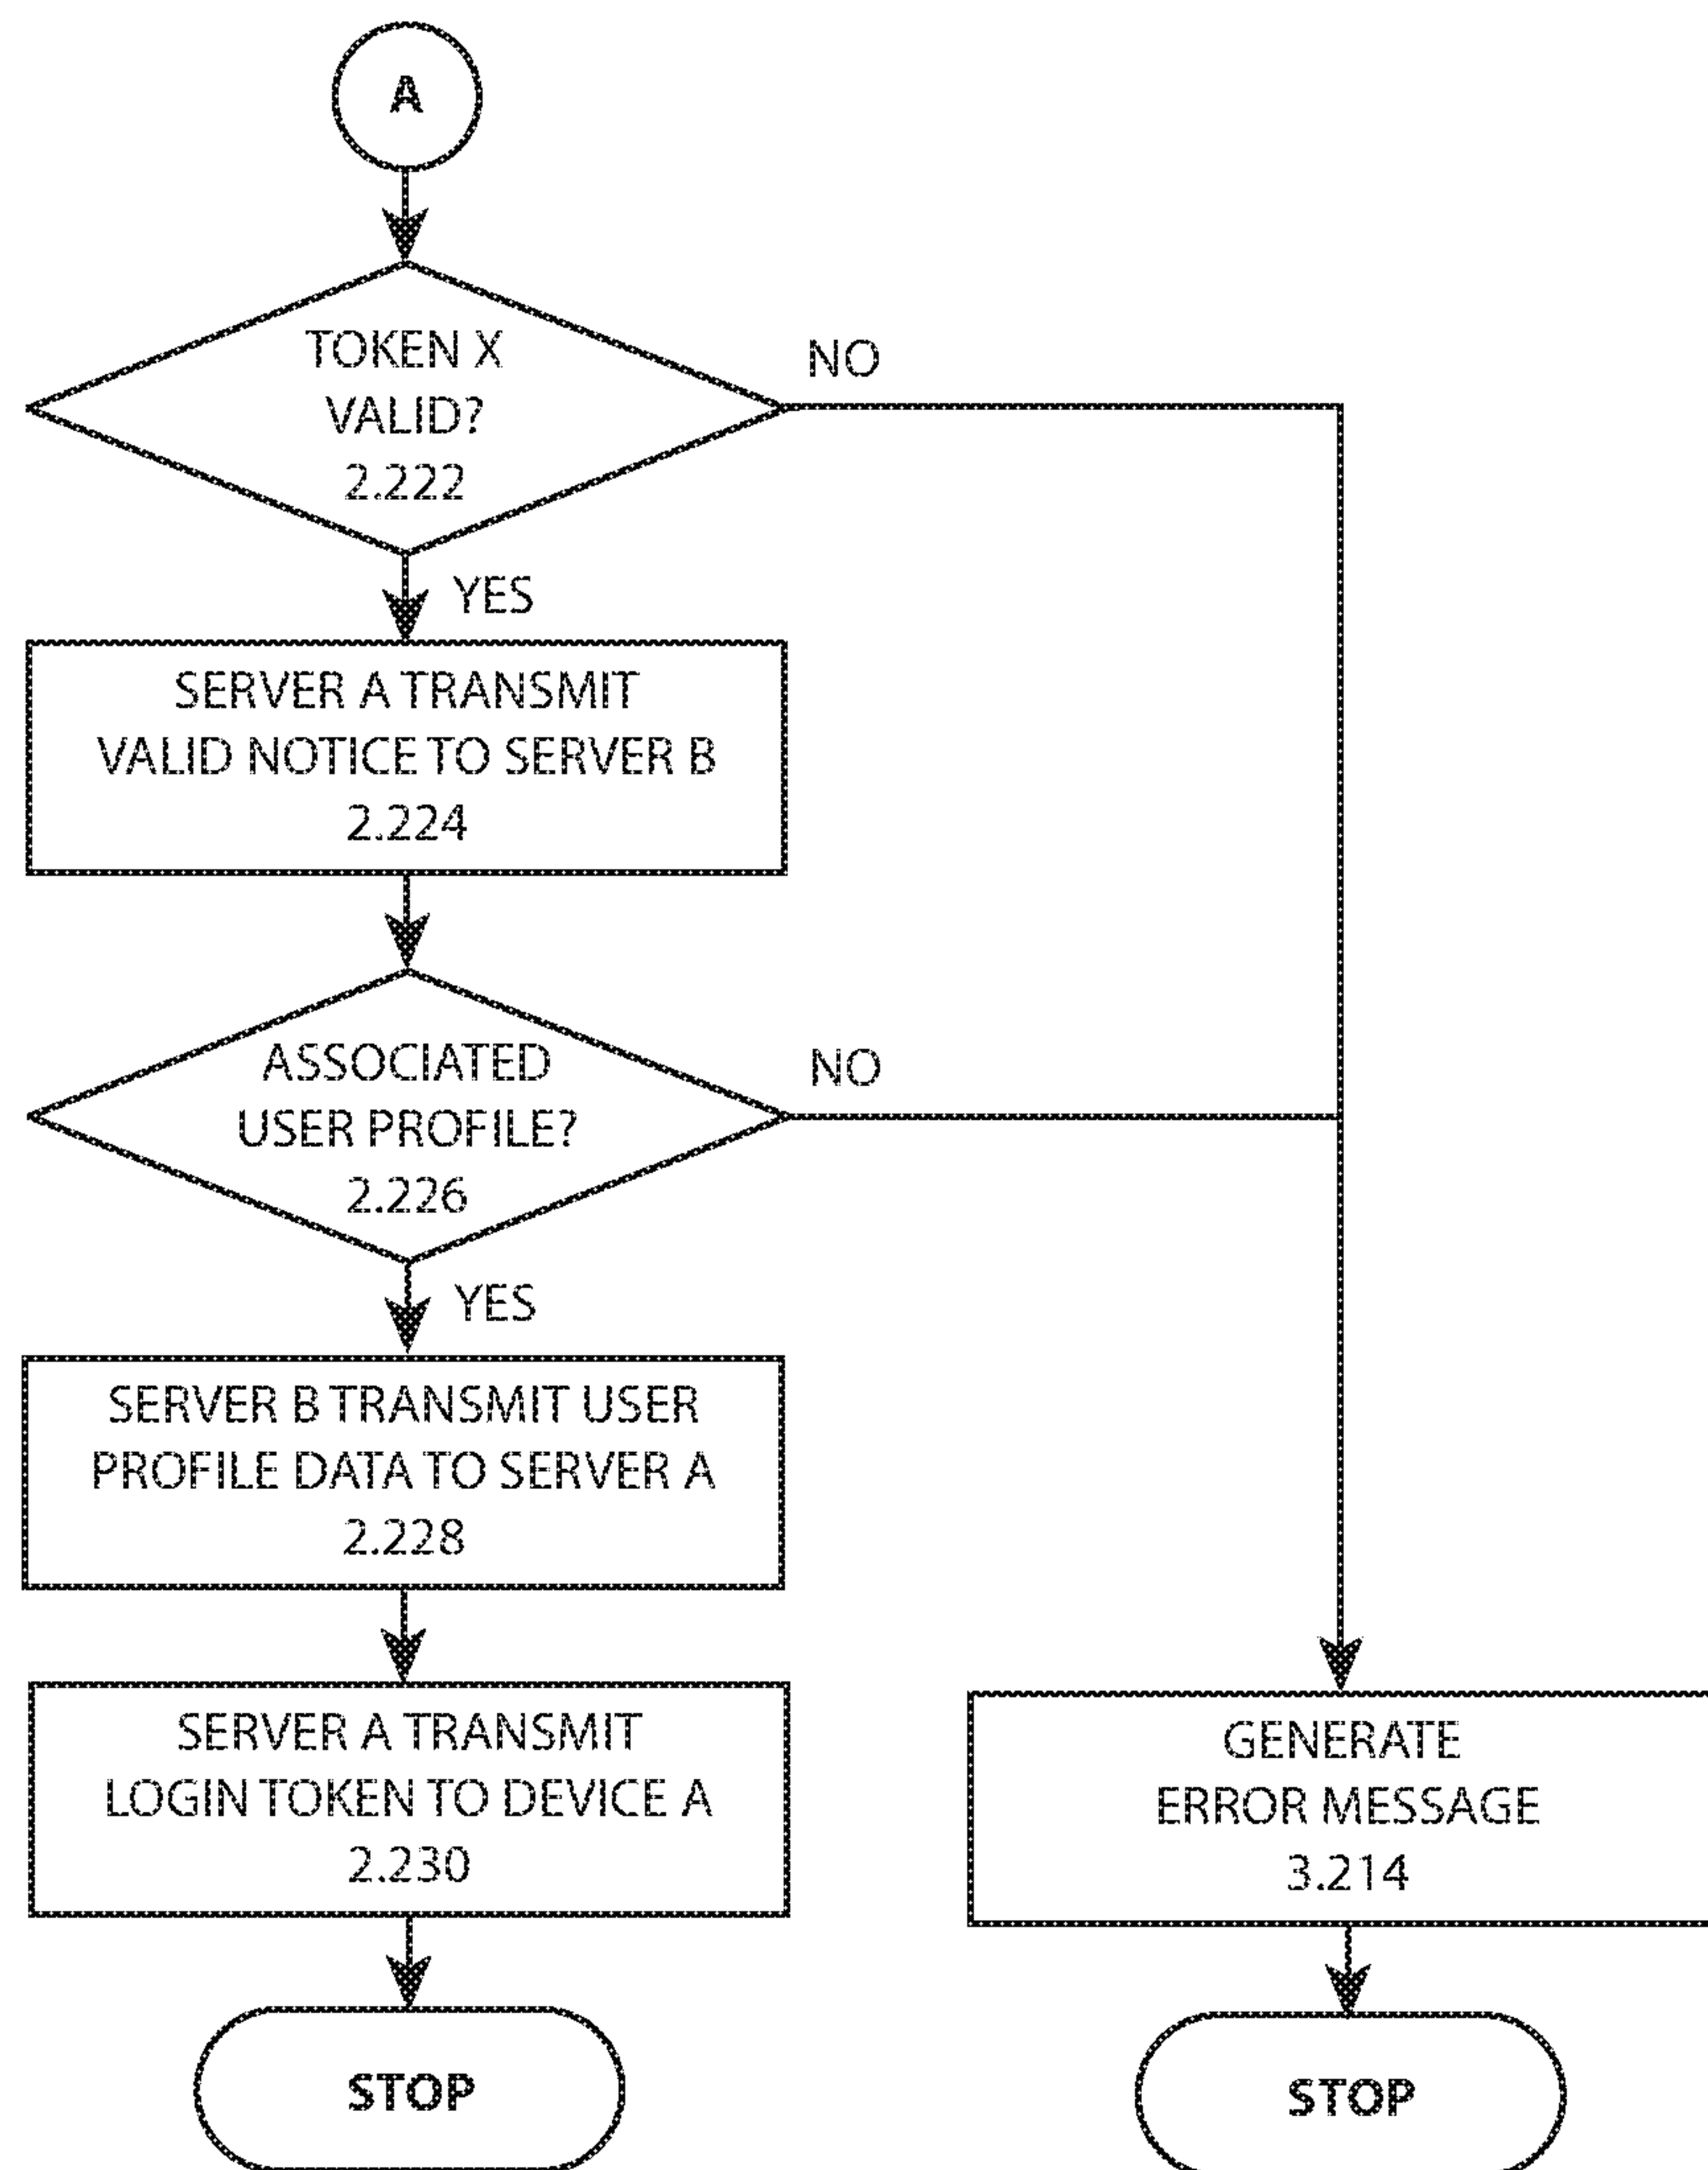 A
TOKEN X
VALID?
2.222
NO
YES
SERVER A TRANSMIT
VALID NOTICE TO SERVER B
2.224
ASSOCIATED
USER PROFILE?
2.226
NO
YES
SERVER B TRANSMIT USER
PROFILE DATA TO SERVER A
2.228
SERVER A TRANSMIT
LOGIN TOKEN TO DEVICE A
2.230
GENERATE
ERROR MESSAGE
3.214
STOP
STOP